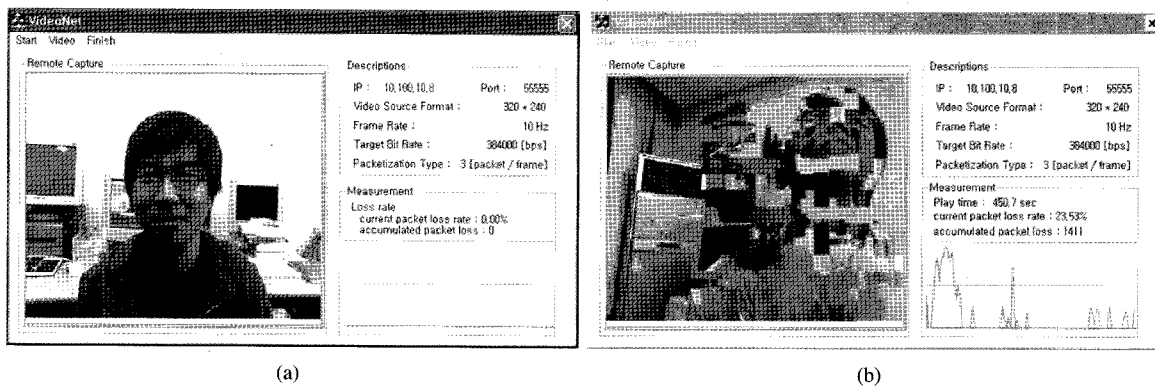 VideoNet
Start Video Finish
Remote Capture
Descriptions
IP : 10,100,10,8 Port : 55555
Video Source Format : 320 * 240
Frame Rate : 10 Hz
Target Bit Rate : 384000 [bps]
Packetization Type : 3 [packet / frame]
Measurement
Loss rate
current packet loss rate : 0,00%
accumulated packet loss : 0
(a)
Remote Capture
Descriptions
IP : 10,100,10,8 Port : 55555
Video Source Format : 320 * 240
Frame Rate : 10 Hz
Target Bit Rate : 384000 [bps]
Packetization Type : 3 [packet / frame]
Measurement
Play time : 450,7 sec
current packet loss rate : 23,53%
accumulated packet loss : 1411
(b)